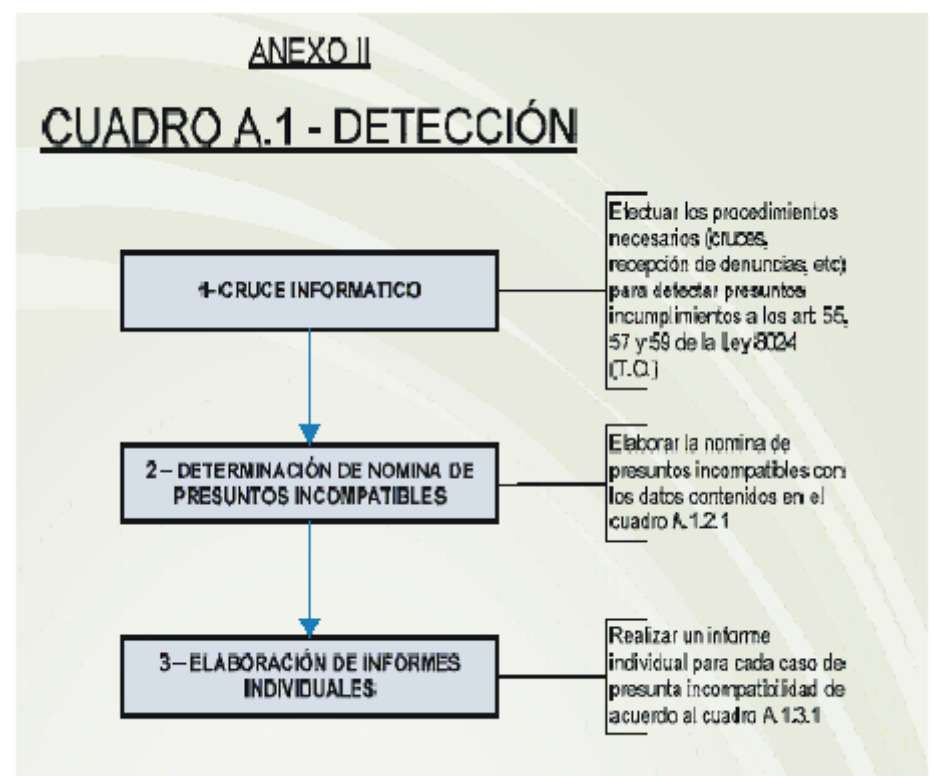 ANEXO II
CUADRO A.1 - DETECCIÓN
1-CRUCE INFORMATICO
Efectuar los procedimientos
necesarios (cruces,
recepción de denuncias, etc)
para detectar presuntos
incumplimientos a los art. 55,
57 y 59 de la Ley 8024
(T.O.)
2 – DETERMINACIÓN DE NOMINA DE
PRESUNTOS INCOMPATIBLES
Elaborar la nomina de
presuntos incompatibles con
los datos contenidos en el
cuadro A.1.2.1
3 – ELABORACIÓN DE INFORMES
INDIVIDUALES
Realizar un informe
individual para cada caso de
presunta incompatibilidad de
acuerdo al cuadro A.1.3.1